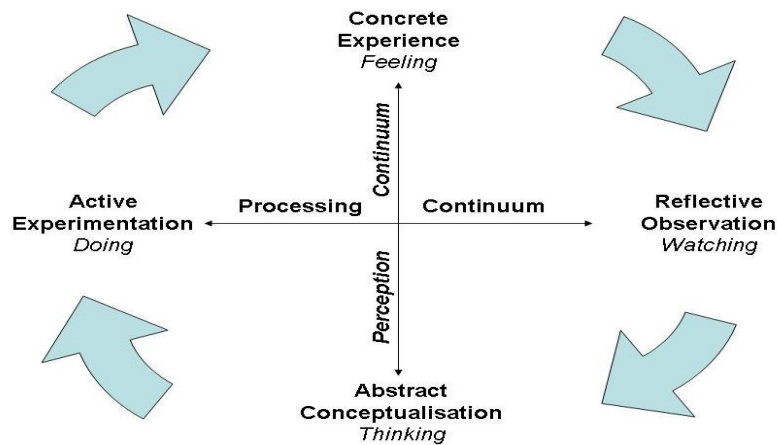 Concrete
Experience
Feeling
Continuum
Active
Experimentation
Doing
Processing
Continuum
Reflective
Observation
Watching
Perception
Abstract
Conceptualisation
Thinking